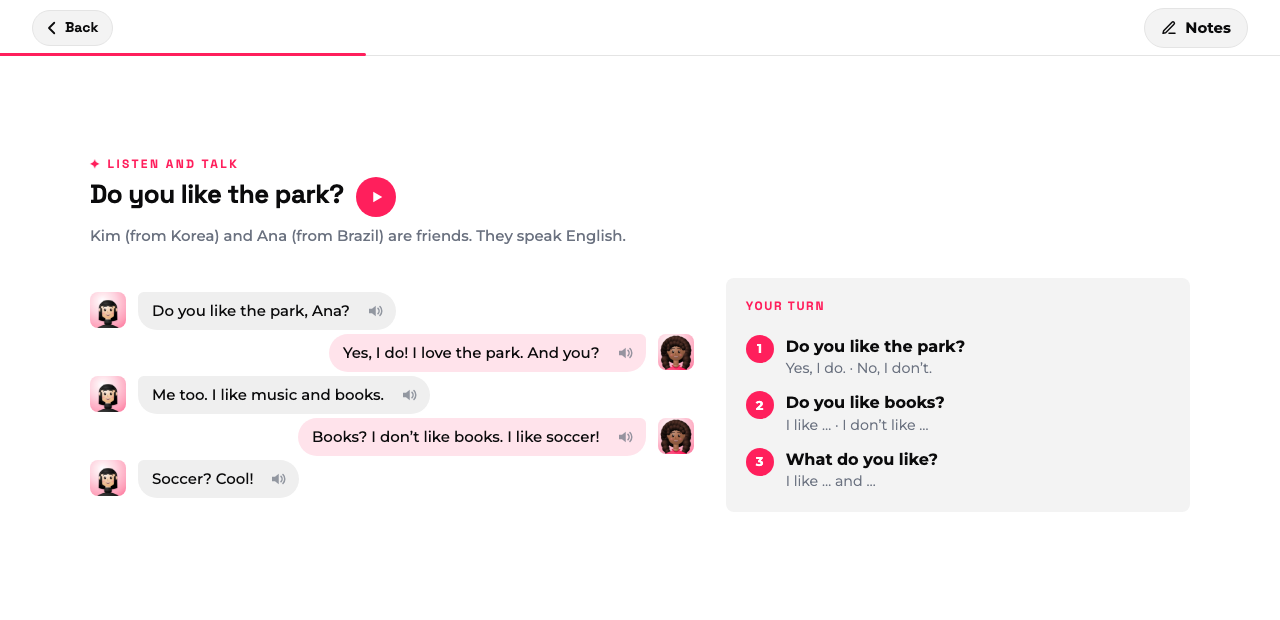 Back
Notes
✦ LISTEN AND TALK
Do you like the park?
Kim (from Korea) and Ana (from Brazil) are friends. They speak English.
Do you like the park, Ana?
Yes, I do! I love the park. And you?
Me too. I like music and books.
Books? I don’t like books. I like soccer!
Soccer? Cool!
YOUR TURN
1 Do you like the park?
Yes, I do. · No, I don’t.
2 Do you like books?
I like ... · I don’t like ...
3 What do you like?
I like ... and ...